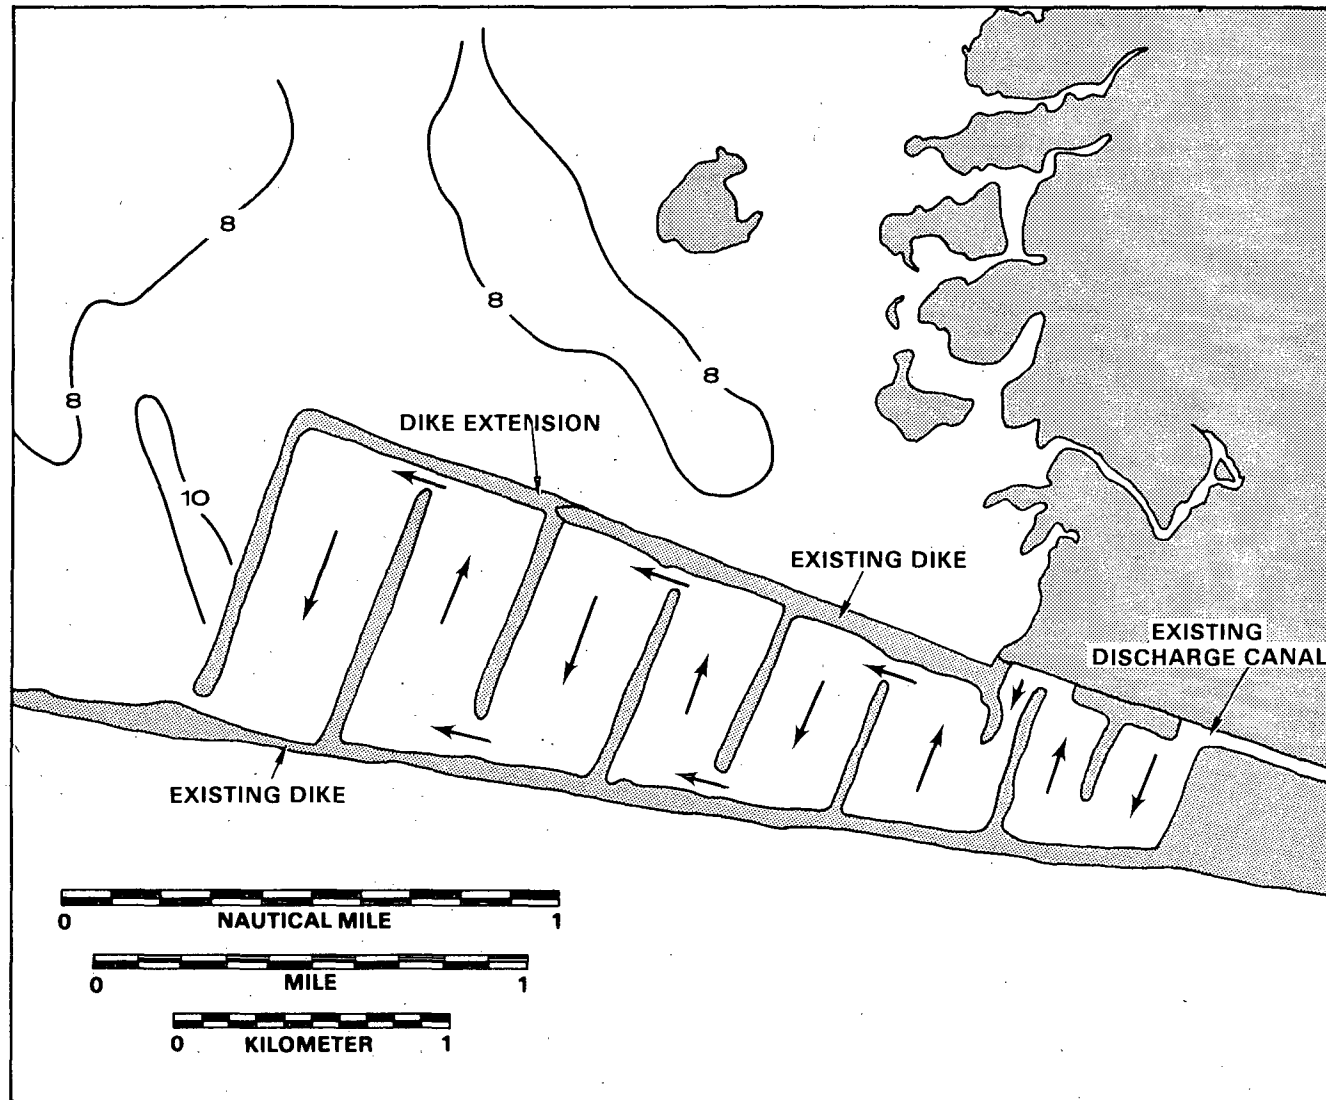 8
8
8
8
DIKE EXTENSION
10
EXISTING DIKE
EXISTING
DISCHARGE CANAL
EXISTING DIKE
0 1
NAUTICAL MILE
0 MILE 1
0 KILOMETER 1